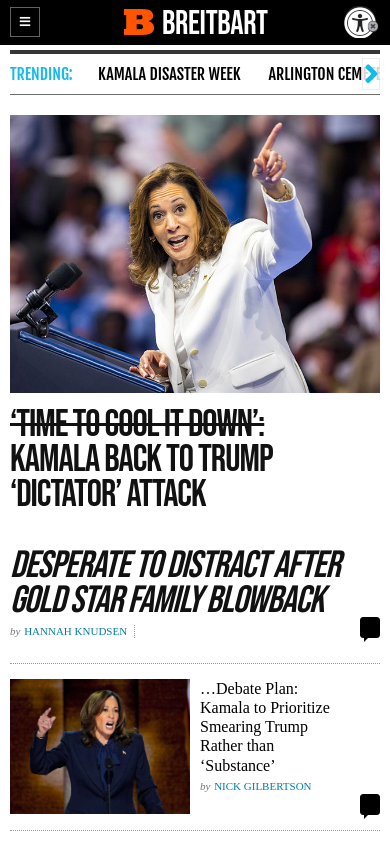 B BREITBART
TRENDING: KAMALA DISASTER WEEK ARLINGTON CEM
‘TIME TO COOL IT DOWN’:
KAMALA BACK TO TRUMP
‘DICTATOR’ ATTACK
DESPERATE TO DISTRACT AFTER
GOLD STAR FAMILY BLOWBACK
by HANNAH KNUDSEN
…Debate Plan:
Kamala to Prioritize
Smearing Trump
Rather than
‘Substance’
by NICK GILBERTSON